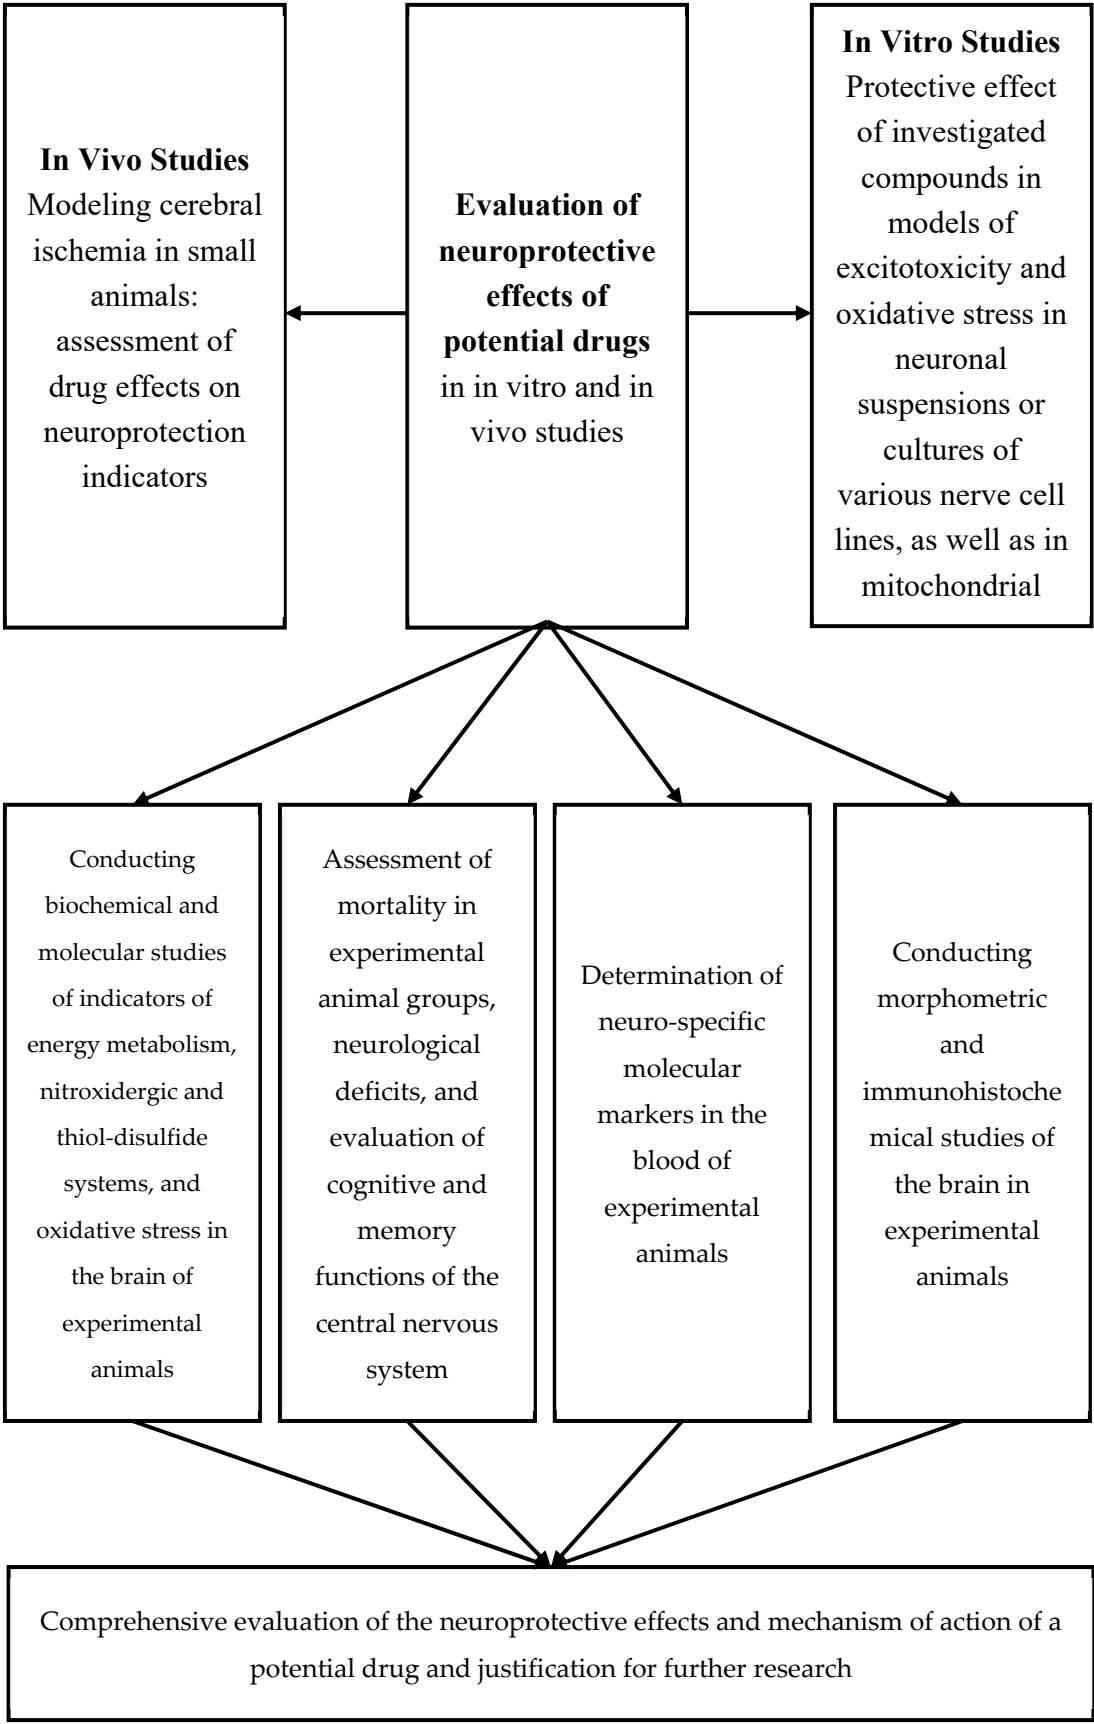 In Vivo Studies
Modeling cerebral
ischemia in small
animals:
assessment of
drug effects on
neuroprotection
indicators
Evaluation of
neuroprotective
effects of
potential drugs
in in vitro and in
vivo studies
In Vitro Studies
Protective effect
of investigated
compounds in
models of
excitotoxicity and
oxidative stress in
neuronal
suspensions or
cultures of
various nerve cell
lines, as well as in
mitochondrial
Conducting
biochemical and
molecular studies
of indicators of
energy metabolism,
nitroxidergic and
thiol-disulfide
systems, and
oxidative stress in
the brain of
experimental
animals
Assessment of
mortality in
experimental
animal groups,
neurological
deficits, and
evaluation of
cognitive and
memory
functions of the
central nervous
system
Determination of
neuro-specific
molecular
markers in the
blood of
experimental
animals
Conducting
morphometric
and
immunohistoche
mical studies of
the brain in
experimental
animals
Comprehensive evaluation of the neuroprotective effects and mechanism of action of a
potential drug and justification for further research